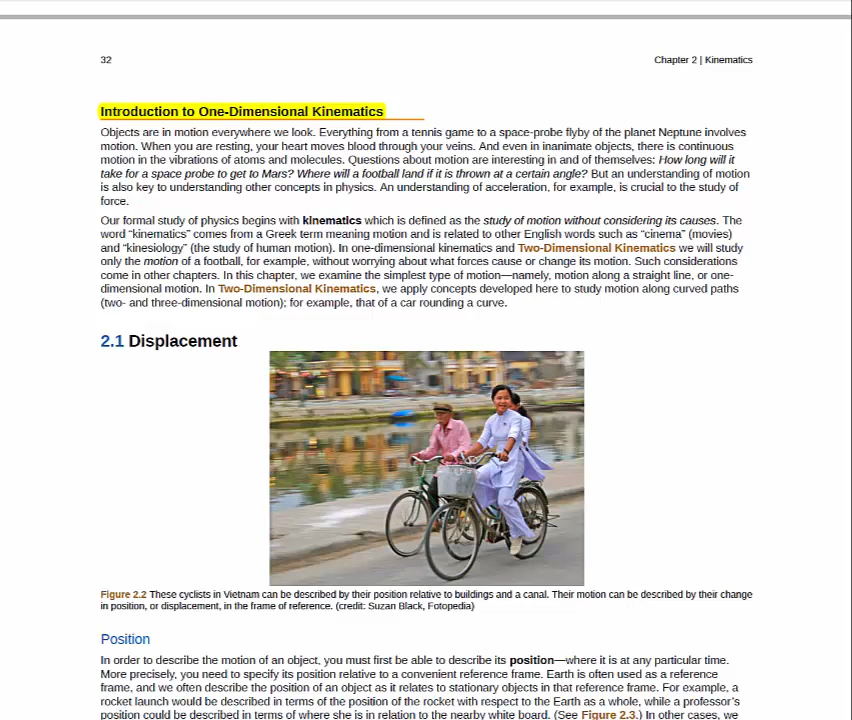 32
Chapter 2 | Kinematics
Introduction to One-Dimensional Kinematics
Objects are in motion everywhere we look. Everything from a tennis game to a space-probe flyby of the planet Neptune involves
motion. When you are resting, your heart moves blood through your veins. And even in inanimate objects, there is continuous
motion in the vibrations of atoms and molecules. Questions about motion are interesting in and of themselves: How long will it
take for a space probe to get to Mars? Where will a football land if it is thrown at a certain angle? But an understanding of motion
is also key to understanding other concepts in physics. An understanding of acceleration, for example, is crucial to the study of
force.
Our formal study of physics begins with kinematics which is defined as the study of motion without considering its causes. The
word “kinematics” comes from a Greek term meaning motion and is related to other English words such as “cinema” (movies)
and “kinesiology” (the study of human motion). In one-dimensional kinematics and Two-Dimensional Kinematics we will study
only the motion of a football, for example, without worrying about what forces cause or change its motion. Such considerations
come in other chapters. In this chapter, we examine the simplest type of motion—namely, motion along a straight line, or one-
dimensional motion. In Two-Dimensional Kinematics, we apply concepts developed here to study motion along curved paths
(two- and three-dimensional motion); for example, that of a car rounding a curve.
2.1 Displacement
Figure 2.2 These cyclists in Vietnam can be described by their position relative to buildings and a canal. Their motion can be described by their change
in position, or displacement, in the frame of reference. (credit: Suzan Black, Fotopedia)
Position
In order to describe the motion of an object, you must first be able to describe its position—where it is at any particular time.
More precisely, you need to specify its position relative to a convenient reference frame. Earth is often used as a reference
frame, and we often describe the position of an object as it relates to stationary objects in that reference frame. For example, a
rocket launch would be described in terms of the position of the rocket with respect to the Earth as a whole, while a professor’s
position could be described in terms of where she is in relation to the nearby white board. (See Figure 2.3.) In other cases, we